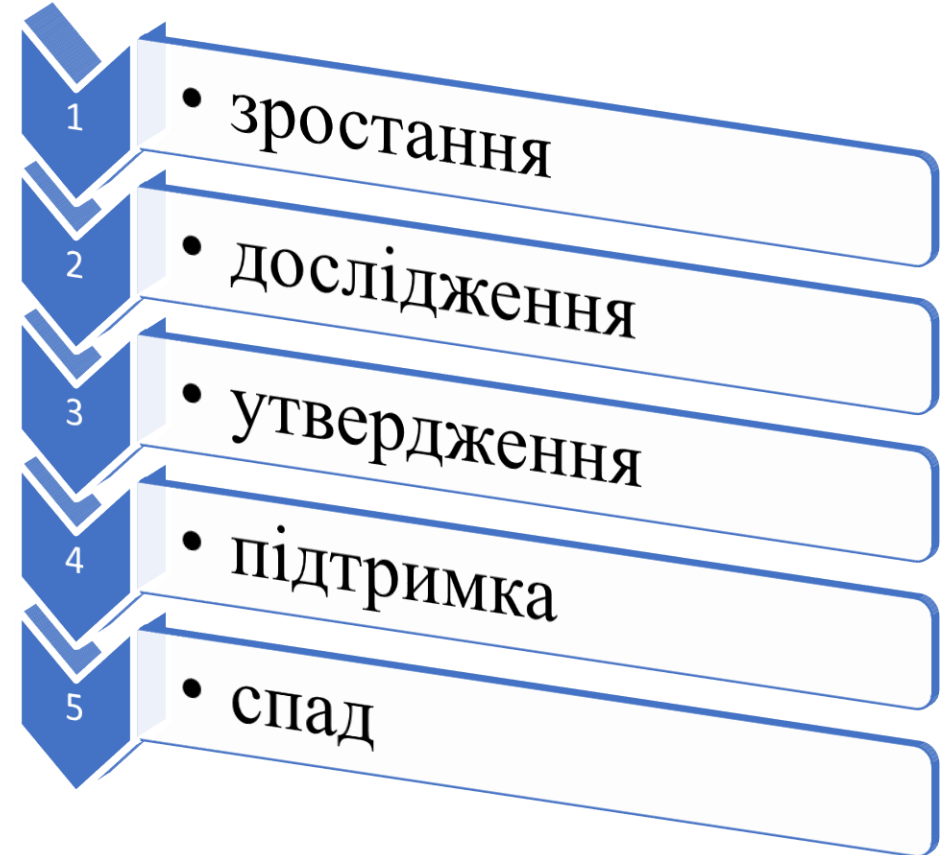 1
• зростання
2
• дослідження
3
• утвердження
4
• підтримка
5
• спад